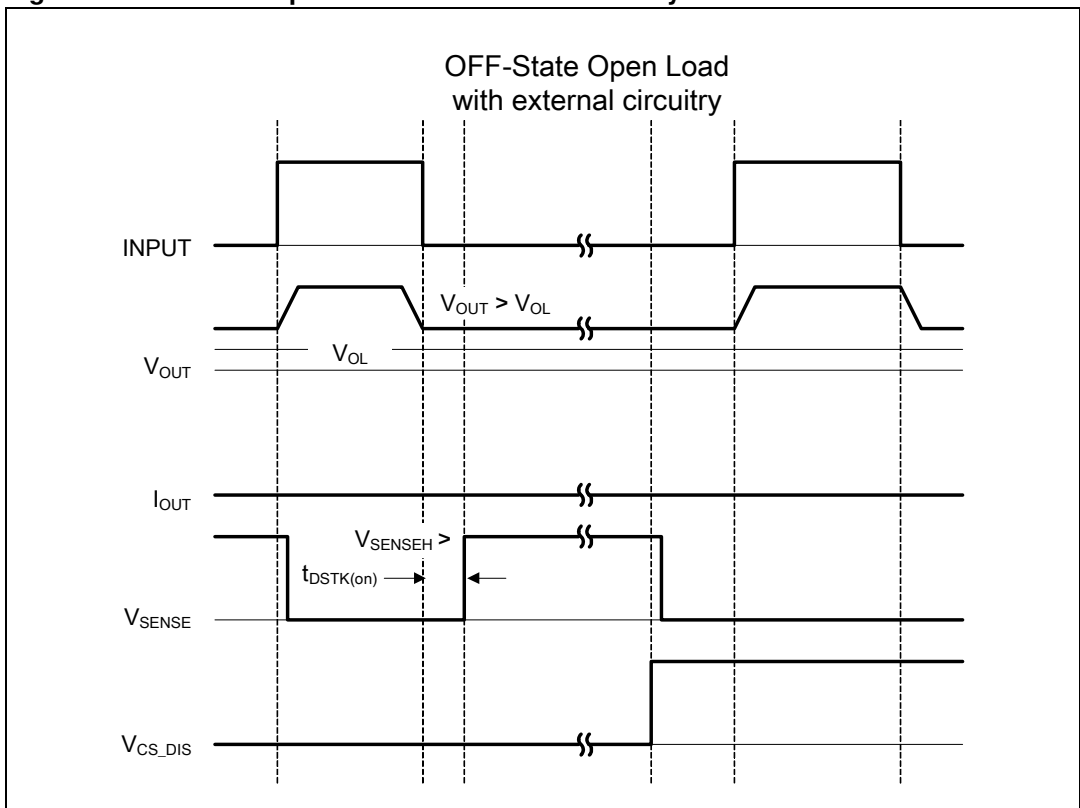 OFF-State Open Load
with external circuitry
INPUT
VOUT > VOL
VOL
VOUT
IOUT
VSENSEH >
tDSTK(on)
VSENSE
VCS_DIS